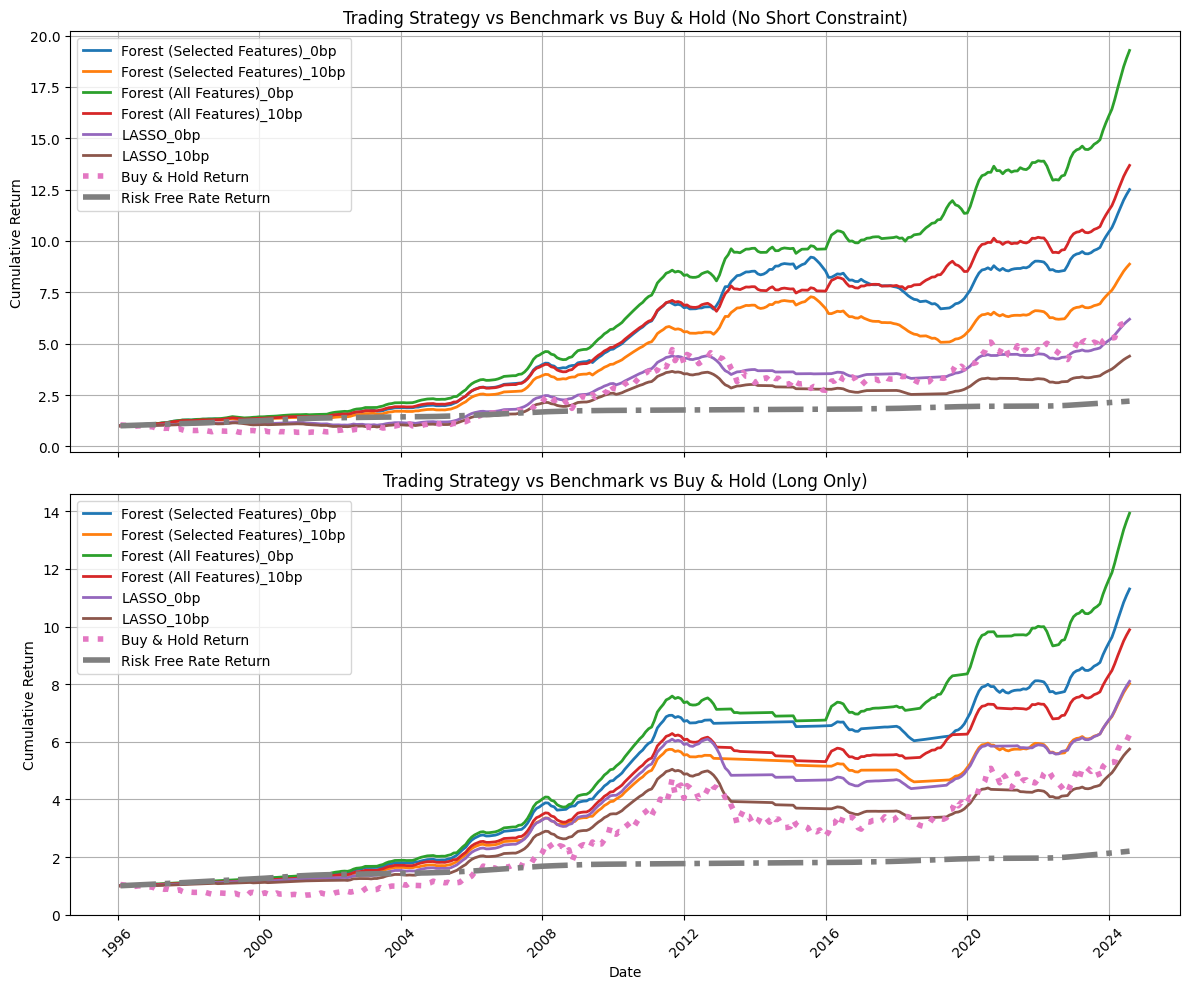 Trading Strategy vs Benchmark vs Buy & Hold (No Short Constraint)
20.0
17.5
15.0
12.5
10.0
7.5
5.0
2.5
0.0
Cumulative Return
Forest (Selected Features)_0bp
Forest (Selected Features)_10bp
Forest (All Features)_0bp
Forest (All Features)_10bp
LASSO_0bp
LASSO_10bp
Buy & Hold Return
Risk Free Rate Return
Trading Strategy vs Benchmark vs Buy & Hold (Long Only)
14
12
10
8
6
4
2
0
Cumulative Return
Forest (Selected Features)_0bp
Forest (Selected Features)_10bp
Forest (All Features)_0bp
Forest (All Features)_10bp
LASSO_0bp
LASSO_10bp
Buy & Hold Return
Risk Free Rate Return
1996
2000
2004
2008
2012
2016
2020
2024
Date